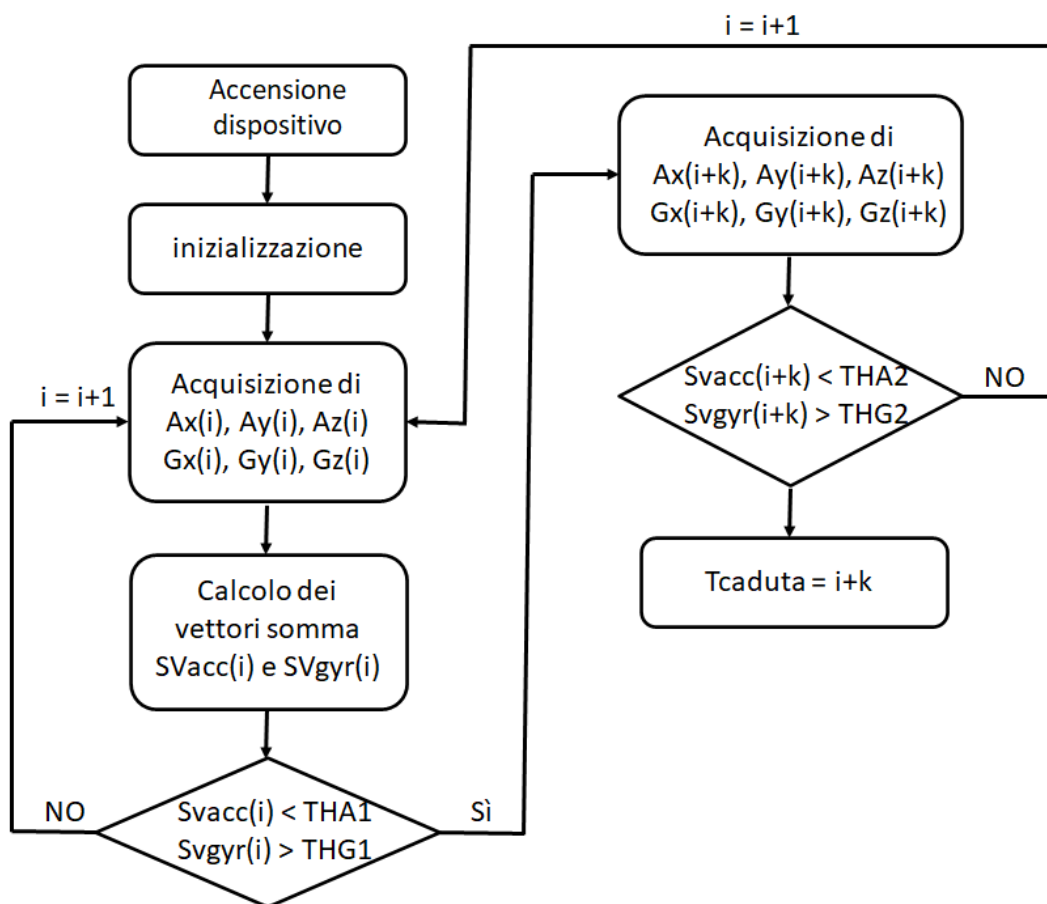 Accensione
dispositivo
inizializzazione
i = i+1
Acquisizione di
Ax(i), Ay(i), Az(i)
Gx(i), Gy(i), Gz(i)
Calcolo dei
vettori somma
SVacc(i) e SVgyr(i)
NO
Svacc(i) < THA1
Svgyr(i) > THG1
Sì
i = i+1
Acquisizione di
Ax(i+k), Ay(i+k), Az(i+k)
Gx(i+k), Gy(i+k), Gz(i+k)
Svacc(i+k) < THA2
Svgyr(i+k) > THG2
NO
Tcaduta = i+k